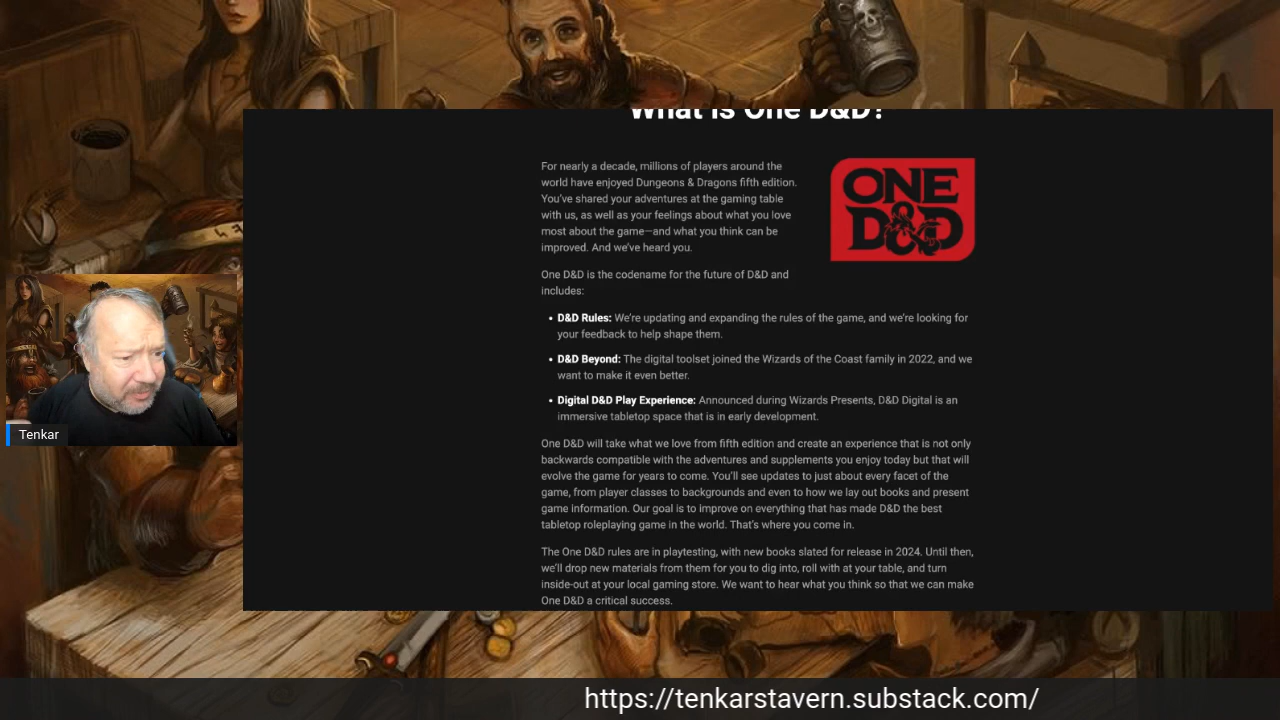 What is One D&D?
For nearly a decade, millions of players around the
world have enjoyed Dungeons & Dragons fifth edition.
You've shared your adventures at the gaming table
with us, as well as your feelings about what you love
most about the game—and what you think can be
improved. And we've heard you.
ONE
D&D
One D&D is the codename for the future of D&D and
includes:
• D&D Rules: We're updating and expanding the rules of the game, and we're looking for
your feedback to help shape them.
• D&D Beyond: The digital toolset joined the Wizards of the Coast family in 2022, and we
want to make it even better.
• Digital D&D Play Experience: Announced during Wizards Presents, D&D Digital is an
immersive tabletop space that is in early development.
One D&D will take what we love from fifth edition and create an experience that is not only
backwards compatible with the adventures and supplements you enjoy today but that will
evolve the game for years to come. You'll see updates to just about every facet of the
game, from player classes to backgrounds and even to how we lay out books and present
game information. Our goal is to improve on everything that has made D&D the best
tabletop roleplaying game in the world. That's where you come in.
The One D&D rules are in playtesting, with new books slated for release in 2024. Until then,
we'll drop new materials from them for you to dig into, roll with at your table, and turn
inside-out at your local gaming store. We want to hear what you think so that we can make
One D&D a critical success.
Tenkar
https://tenkarstavern.substack.com/